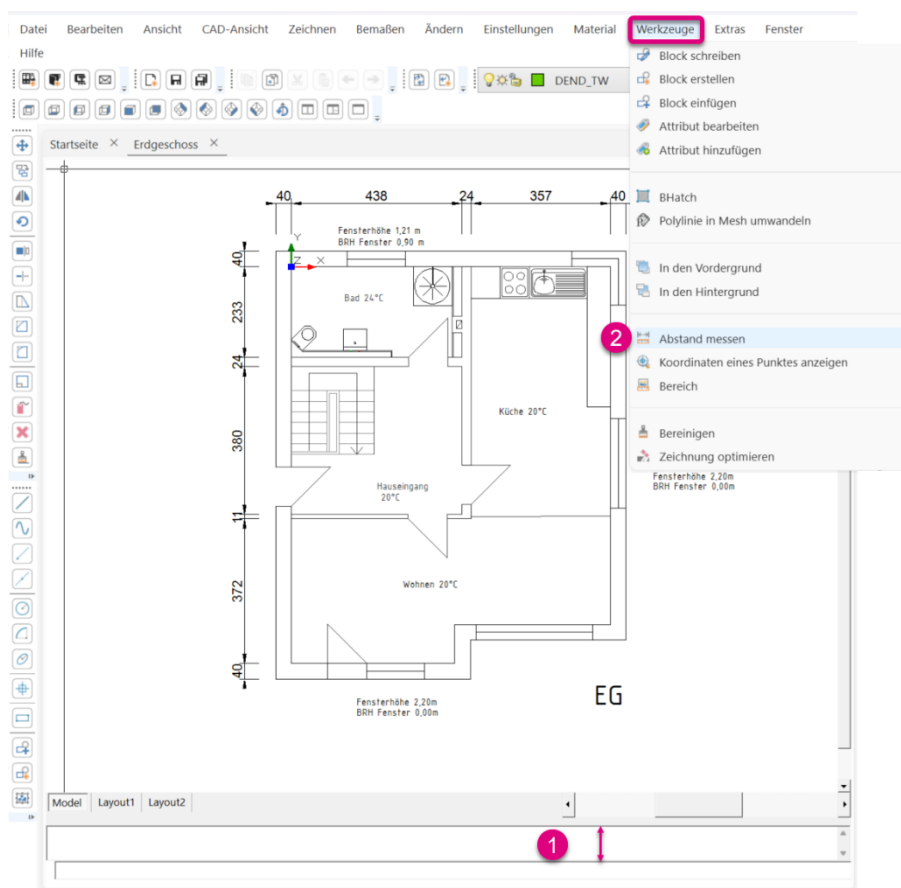 Datei Bearbeiten Ansicht CAD-Ansicht Zeichnen Bemaßen Ändern Einstellungen Material Werkzeuge Extras Fenster
Hilfe
DEND_TW
Block schreiben
Block erstellen
Block einfügen
Attribut bearbeiten
Attribut hinzufügen
BHatch
Polylinie in Mesh umwandeln
In den Vordergrund
In den Hintergrund
2 Abstand messen
Koordinaten eines Punktes anzeigen
Bereich
Bereinigen
Zeichnung optimieren
Startseite × Erdgeschoss ×
40 438 24 357 40
Fensterhöhe 1,21 m
BRH Fenster 0,90 m
Y
Z X
40
233
24
380
11
372
40
Bad 24°C
Küche 20°C
Hauseingang
20°C
Wohnen 20°C
Fensterhöhe 2,20m
BRH Fenster 0,00m
Fensterhöhe 2,20m
BRH Fenster 0,00m
EG
Model Layout1 Layout2
1